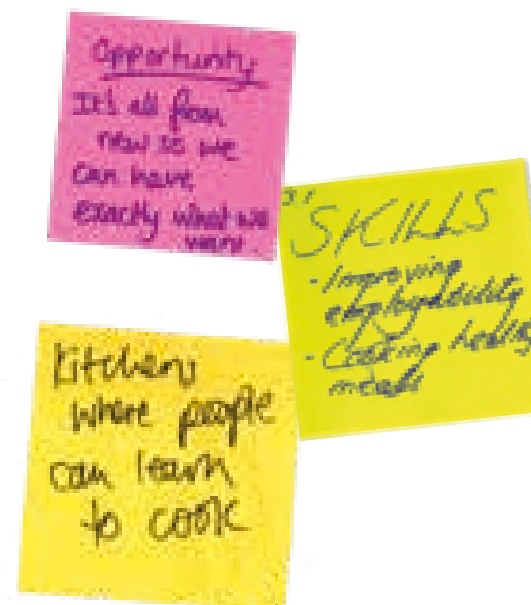 Opportunity
It's all from
new so we
can have
exactly what we
want
SKILLS
- Improving
employability
- Cooking healthy
meals
Kitchen
where people
can learn
to cook